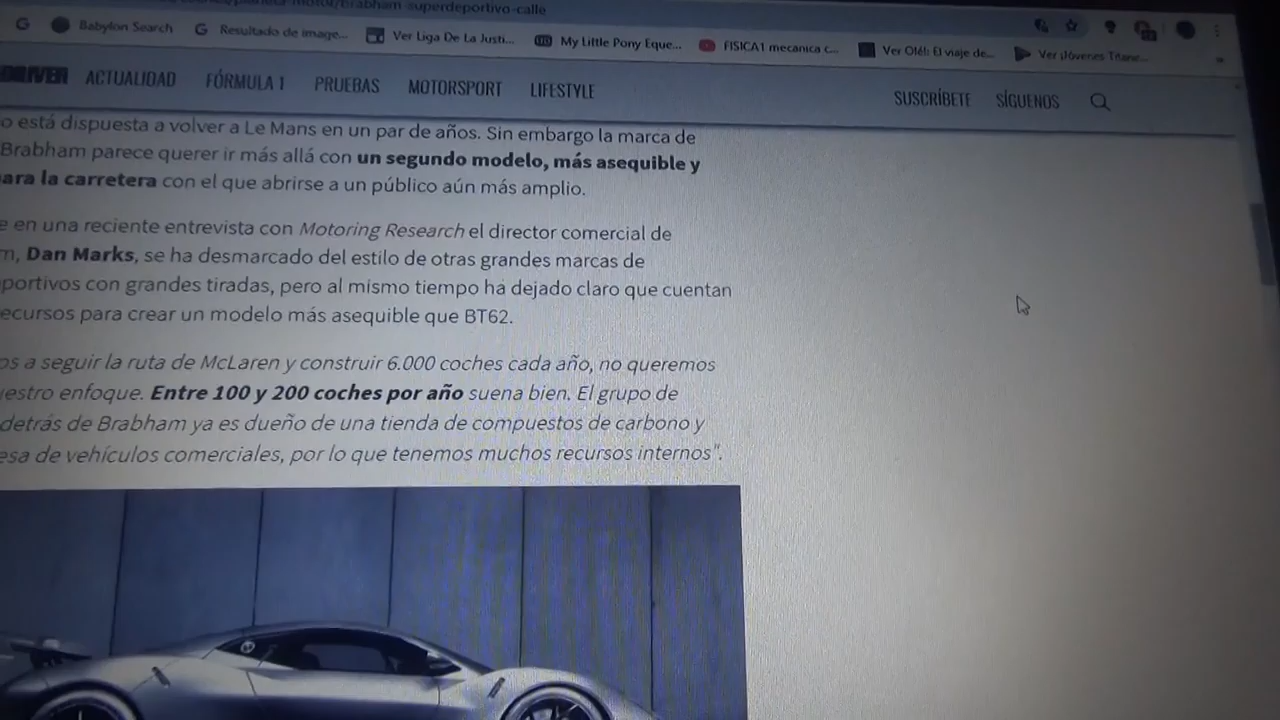 Brabham-superdeportivo-calle
Babylon Search
Resultado de image...
Ver Liga De La Justi...
My Little Pony Eque...
FISICA1 mecanica c...
Ver Olé!: El viaje de...
Ver ¡Jóvenes Titane...
DRIVER
ACTUALIDAD
FÓRMULA 1
PRUEBAS
MOTORSPORT
LIFESTYLE
SUSCRÍBETE
SÍGUENOS
o está dispuesta a volver a Le Mans en un par de años. Sin embargo la marca de
Brabham parece querer ir más allá con un segundo modelo, más asequible y
ara la carretera con el que abrirse a un público aún más amplio.
e en una reciente entrevista con Motoring Research el director comercial de
m, Dan Marks, se ha desmarcado del estilo de otras grandes marcas de
portivos con grandes tiradas, pero al mismo tiempo ha dejado claro que cuentan
ecursos para crear un modelo más asequible que BT62.
os a seguir la ruta de McLaren y construir 6.000 coches cada año, no queremos
uestro enfoque. Entre 100 y 200 coches por año suena bien. El grupo de
detrás de Brabham ya es dueño de una tienda de compuestos de carbono y
esa de vehículos comerciales, por lo que tenemos muchos recursos internos".